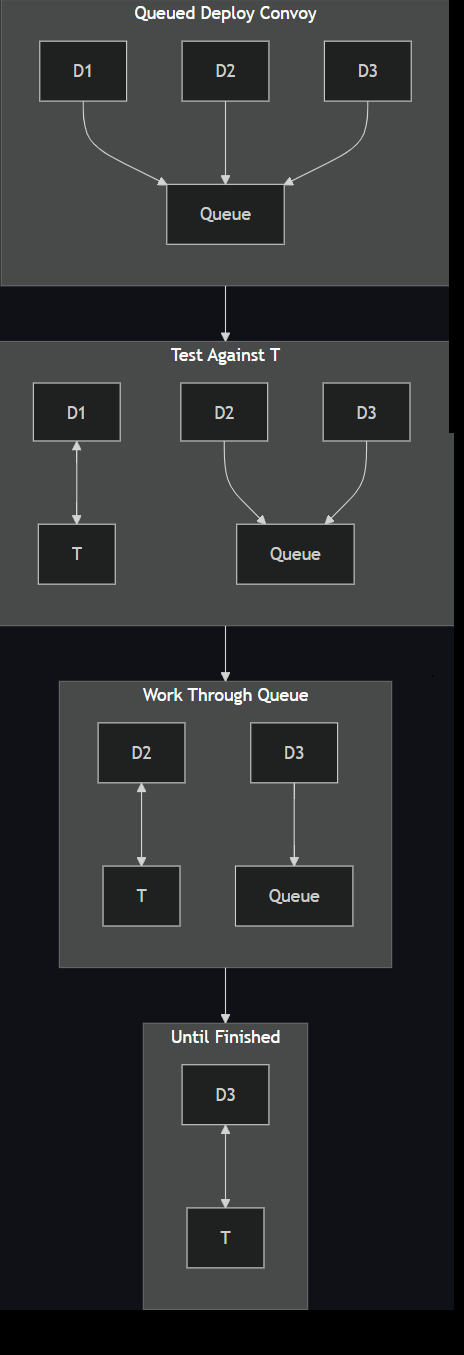 Queued Deploy Convoy
D1 D2 D3
Queue
Test Against T
D1 D2 D3
T Queue
Work Through Queue
D2 D3
T Queue
Until Finished
D3
T